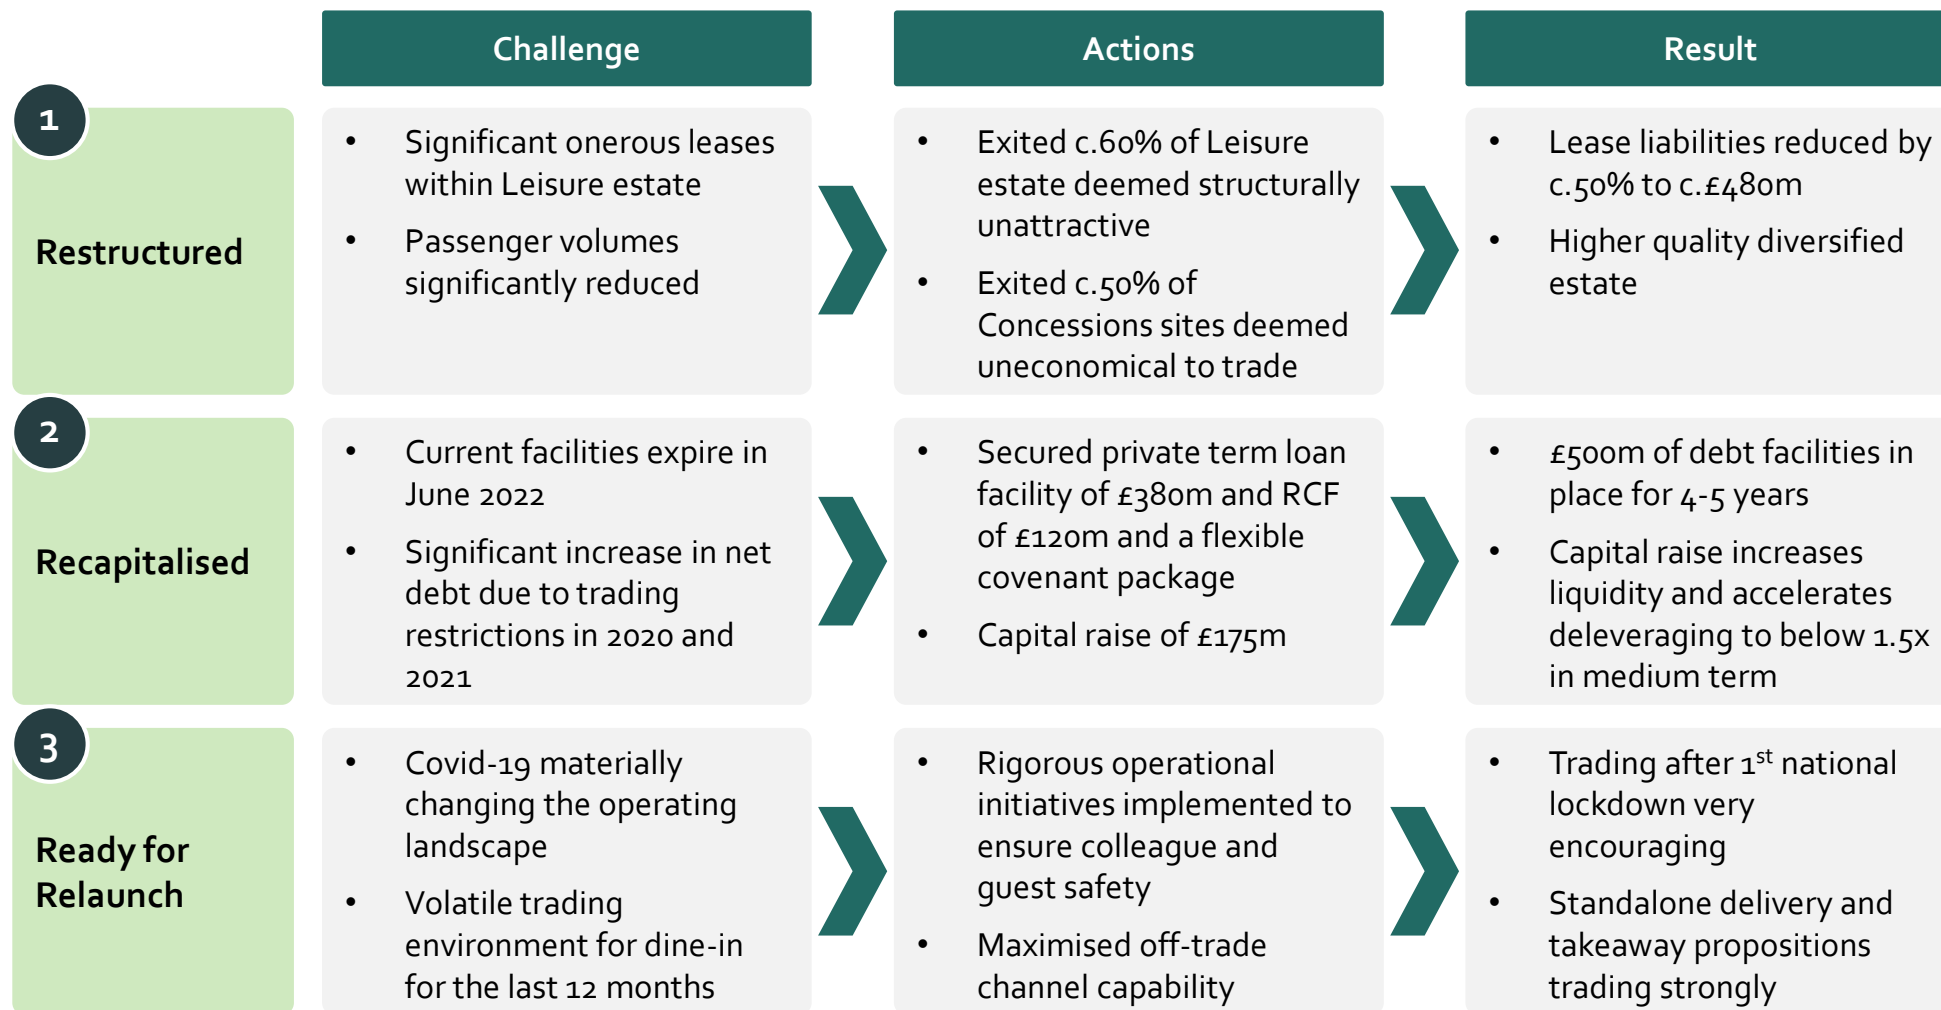 Challenge
Actions
Result
1
Restructured
• Significant onerous leases
within Leisure estate
• Passenger volumes
significantly reduced
• Exited c.60% of Leisure
estate deemed structurally
unattractive
• Exited c.50% of
Concessions sites deemed
uneconomical to trade
• Lease liabilities reduced by
c.50% to c.£480m
• Higher quality diversified
estate
2
Recapitalised
• Current facilities expire in
June 2022
• Significant increase in net
debt due to trading
restrictions in 2020 and
2021
• Secured private term loan
facility of £380m and RCF
of £120m and a flexible
covenant package
• Capital raise of £175m
• £500m of debt facilities in
place for 4-5 years
• Capital raise increases
liquidity and accelerates
deleveraging to below 1.5x
in medium term
3
Ready for
Relaunch
• Covid-19 materially
changing the operating
landscape
• Volatile trading
environment for dine-in
for the last 12 months
• Rigorous operational
initiatives implemented to
ensure colleague and
guest safety
• Maximised off-trade
channel capability
• Trading after 1st national
lockdown very
encouraging
• Standalone delivery and
takeaway propositions
trading strongly